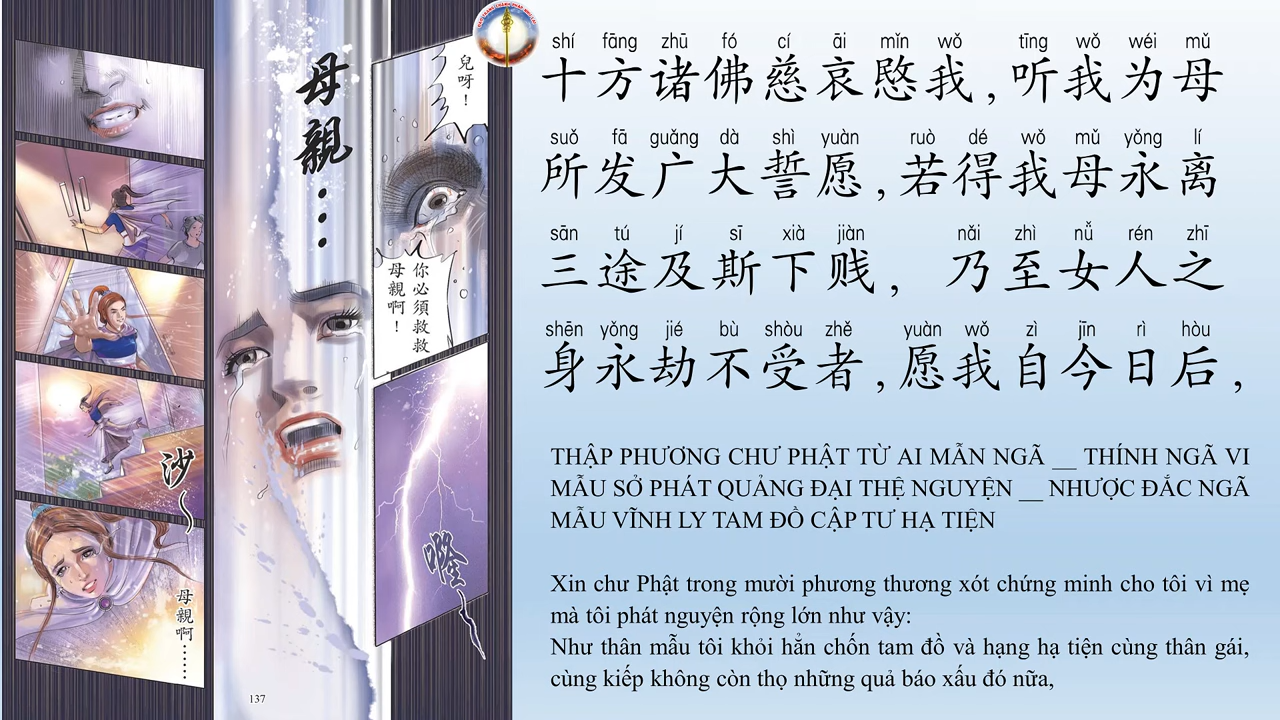 兒呀！
母親…
你必須救救
母親啊！
沙~
嚨
母親啊……
137
shí fāng zhū fó cí āi mǐn wǒ tīng wǒ wéi mǔ
十方诸佛慈哀愍我，听我为母
suǒ fā guǎng dà shì yuàn ruò dé wǒ mǔ yǒng lí
所发广大誓愿，若得我母永离
sān tú jí sī xià jiàn nǎi zhì nǚ rén zhī
三途及斯下贱，乃至女人之
shēn yǒng jié bù shòu zhě yuàn wǒ zì jīn rì hòu
身永劫不受者，愿我自今日后，
THẬP PHƯƠNG CHƯ PHẬT TỪ AI MẪN NGÃ __ THÍNH NGÃ VI
MẪU SỞ PHÁT QUẢNG ĐẠI THỆ NGUYỆN __ NHƯỢC ĐẮC NGÃ
MẪU VĨNH LY TAM ĐỒ CẬP TƯ HẠ TIỆN
Xin chư Phật trong mười phương thương xót chứng minh cho tôi vì mẹ
mà tôi phát nguyện rộng lớn như vậy:
Như thân mẫu tôi khỏi hẳn chốn tam đồ và hạng hạ tiện cùng thân gái,
cùng kiếp không còn thọ những quả báo xấu đó nữa,